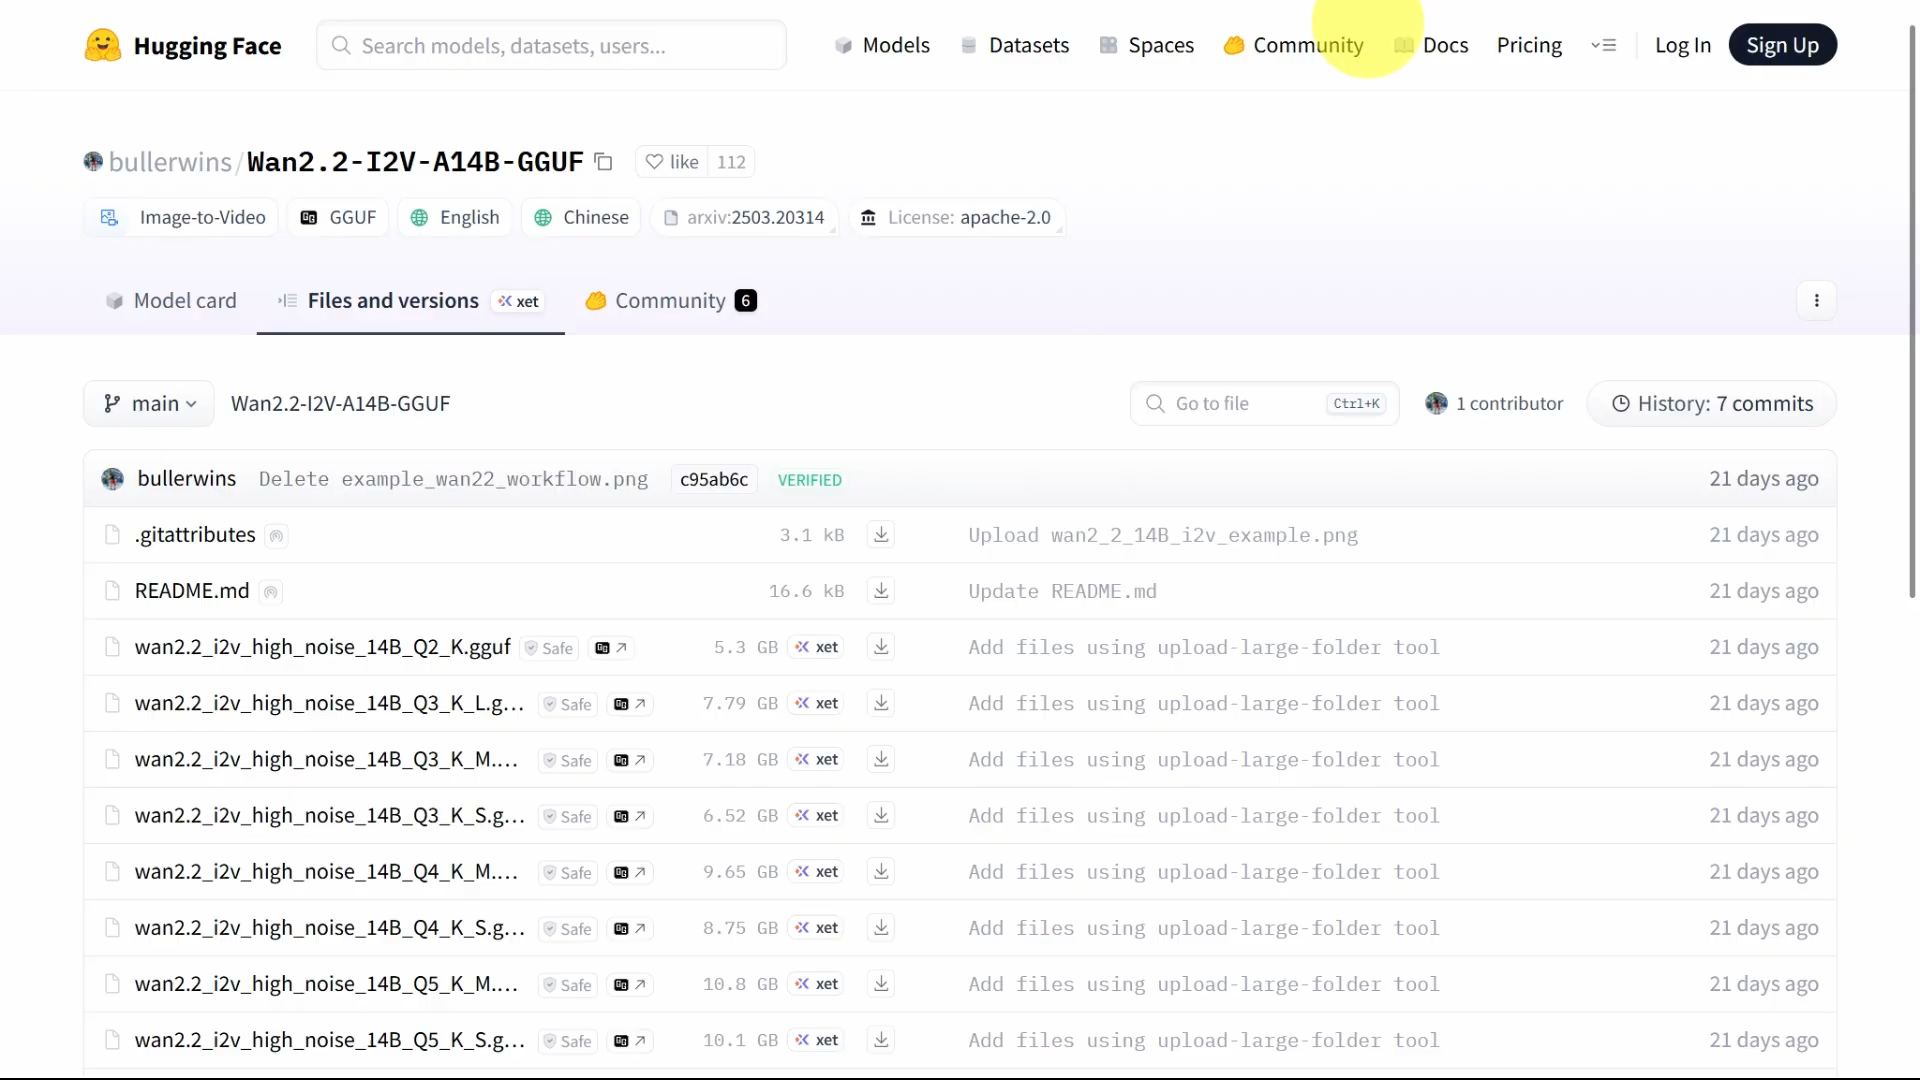 Hugging Face Search models, datasets, users... Models Datasets Spaces Community Docs Pricing Log In Sign Up
bullerwins/Wan2.2-I2V-A14B-GGUF like 112
Image-to-Video GGUF English Chinese arxiv:2503.20314 License: apache-2.0
Model card Files and versions xet Community 6
main Wan2.2-I2V-A14B-GGUF Go to file Ctrl+K 1 contributor History: 7 commits
bullerwins Delete example_wan22_workflow.png c95ab6c VERIFIED 21 days ago
.gitattributes 3.1 kB Upload wan2_2_14B_i2v_example.png 21 days ago
README.md 16.6 kB Update README.md 21 days ago
wan2.2_i2v_high_noise_14B_Q2_K.gguf Safe 5.3 GB xet Add files using upload-large-folder tool 21 days ago
wan2.2_i2v_high_noise_14B_Q3_K_L.g... Safe 7.79 GB xet Add files using upload-large-folder tool 21 days ago
wan2.2_i2v_high_noise_14B_Q3_K_M.... Safe 7.18 GB xet Add files using upload-large-folder tool 21 days ago
wan2.2_i2v_high_noise_14B_Q3_K_S.g... Safe 6.52 GB xet Add files using upload-large-folder tool 21 days ago
wan2.2_i2v_high_noise_14B_Q4_K_M.... Safe 9.65 GB xet Add files using upload-large-folder tool 21 days ago
wan2.2_i2v_high_noise_14B_Q4_K_S.g... Safe 8.75 GB xet Add files using upload-large-folder tool 21 days ago
wan2.2_i2v_high_noise_14B_Q5_K_M.... Safe 10.8 GB xet Add files using upload-large-folder tool 21 days ago
wan2.2_i2v_high_noise_14B_Q5_K_S.g... Safe 10.1 GB xet Add files using upload-large-folder tool 21 days ago